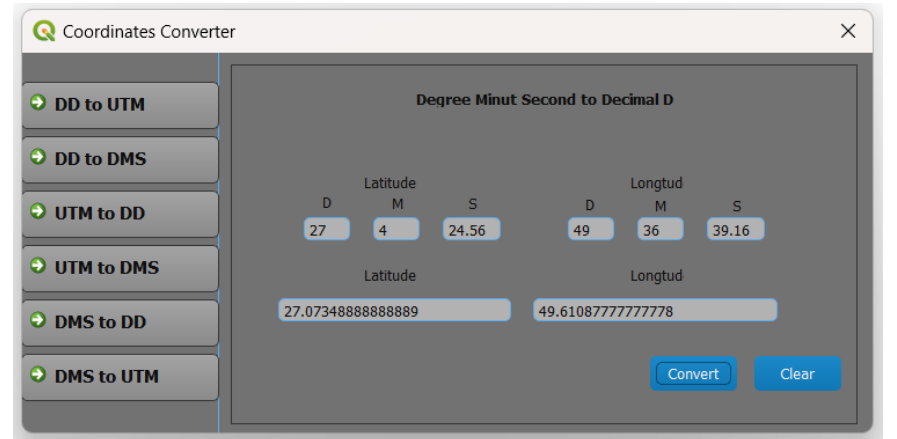 Coordinates Converter
DD to UTM
DD to DMS
UTM to DD
UTM to DMS
DMS to DD
DMS to UTM
Degree Minut Second to Decimal D
Latitude Longtud
D M S D M S
27 4 24.56 49 36 39.16
Latitude Longtud
27.07348888888889 49.61087777777778
Convert Clear